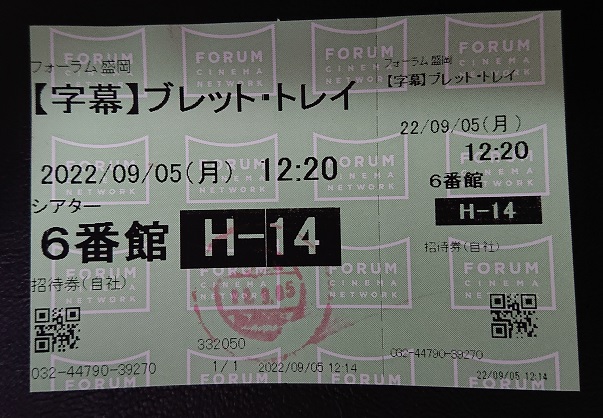 フォーラム盛岡
【字幕】ブレット・トレイ
2022/09/05(月) 12:20
シアター
6番館 H-14
招待券(自社)
332050
032-44790-39270
1/1 2022/09/05 12:14
フォーラム盛岡
【字幕】ブレット・トレイ
22/09/05(月)
12:20
6番館
H-14
招待券(自社)
032-44790-39270
22/09/05 12:14
FORUM
CINEMA
NETWORK